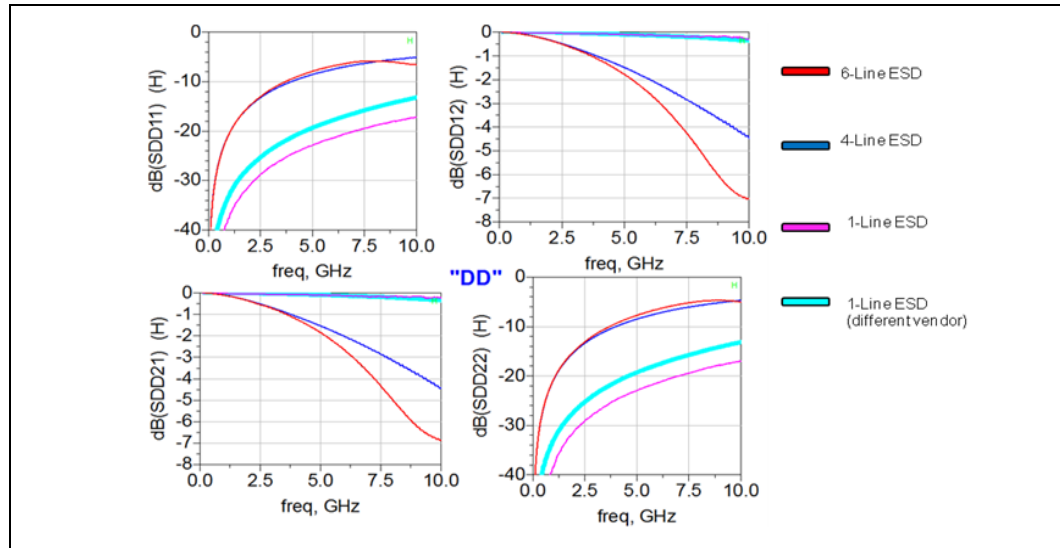 0
-10
-20
-30
-40
dB(SDD11) (H)
H
0.0 2.5 5.0 7.5 10.0
freq, GHz
0
-1
-2
-3
-4
-5
-6
-7
-8
dB(SDD12) (H)
0.0 2.5 5.0 7.5 10.0
freq, GHz
6-Line ESD
4-Line ESD
1-Line ESD
1-Line ESD
(different vendor)
"DD"
0
-1
-2
-3
-4
-5
-6
-7
-8
dB(SDD21) (H)
0.0 2.5 5.0 7.5 10.0
freq, GHz
0
-10
-20
-30
-40
dB(SDD22) (H)
H
0.0 2.5 5.0 7.5 10.0
freq, GHz